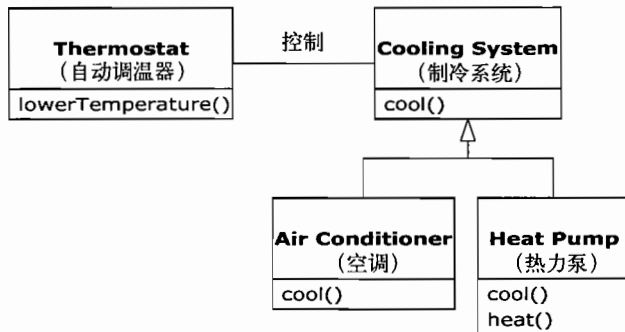 Thermostat
(自动调温器)
lowerTemperature()
控制
Cooling System
(制冷系统)
cool()
Air Conditioner
(空调)
cool()
Heat Pump
(热力泵)
cool()
heat()